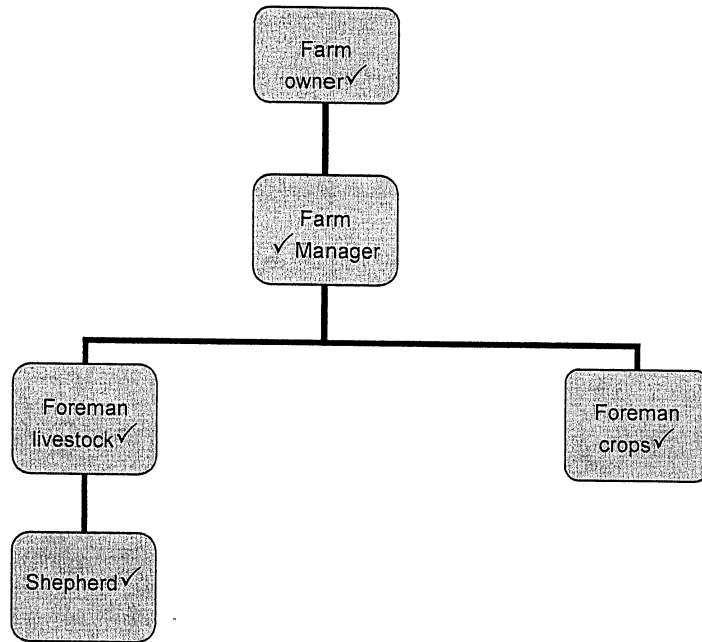 Farm
owner✓
Farm
✓Manager
Foreman
livestock✓
Foreman
crops✓
Shepherd✓